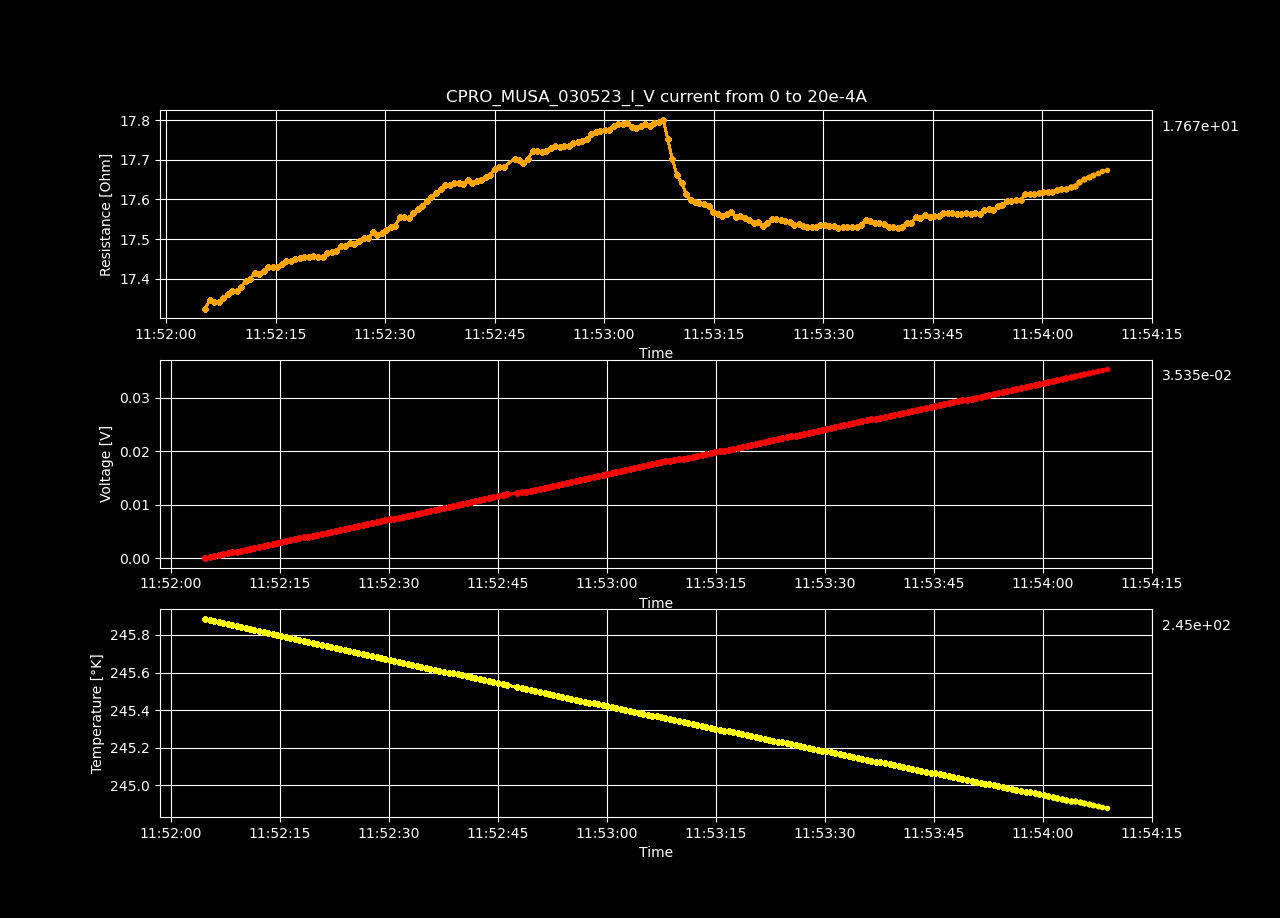 CPRO_MUSA_030523_I_V current from 0 to 20e-4A
17.8
17.7
17.6
17.5
17.4
Resistance [Ohm]
1.767e+01
11:52:00 11:52:15 11:52:30 11:52:45 11:53:00 11:53:15 11:53:30 11:53:45 11:54:00 11:54:15
Time
0.03
0.02
0.01
0.00
Voltage [V]
3.535e-02
11:52:00 11:52:15 11:52:30 11:52:45 11:53:00 11:53:15 11:53:30 11:53:45 11:54:00 11:54:15
Time
245.8
245.6
245.4
245.2
245.0
Temperature [°K]
2.45e+02
11:52:00 11:52:15 11:52:30 11:52:45 11:53:00 11:53:15 11:53:30 11:53:45 11:54:00 11:54:15
Time